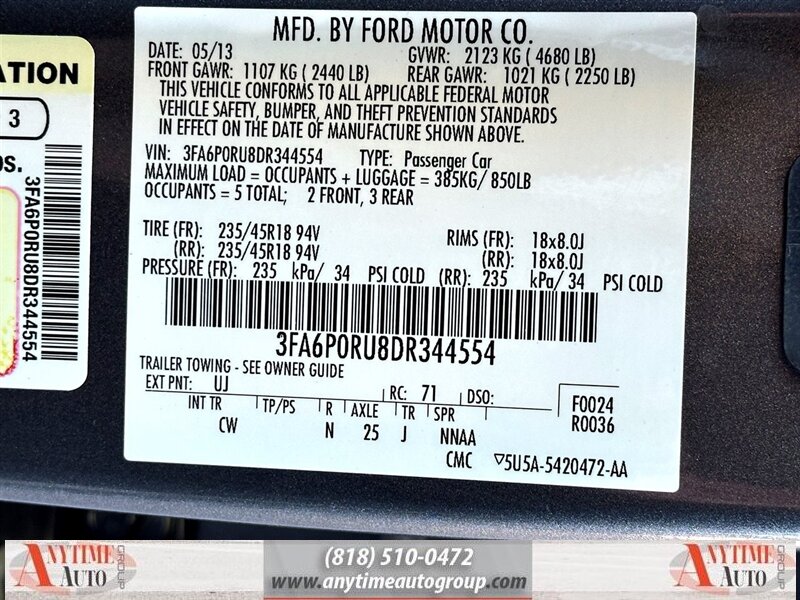 ATION
3
s.
3FA6P0RU8DR344554
MFD. BY FORD MOTOR CO.
DATE: 05/13 GVWR: 2123 KG ( 4680 LB)
FRONT GAWR: 1107 KG ( 2440 LB) REAR GAWR: 1021 KG ( 2250 LB)
THIS VEHICLE CONFORMS TO ALL APPLICABLE FEDERAL MOTOR
VEHICLE SAFETY, BUMPER, AND THEFT PREVENTION STANDARDS
IN EFFECT ON THE DATE OF MANUFACTURE SHOWN ABOVE.
VIN: 3FA6P0RU8DR344554 TYPE: Passenger Car
MAXIMUM LOAD = OCCUPANTS + LUGGAGE = 385KG/ 850LB
OCCUPANTS = 5 TOTAL; 2 FRONT, 3 REAR
TIRE (FR): 235/45R18 94V RIMS (FR): 18x8.0J
(RR): 235/45R18 94V (RR): 18x8.0J
PRESSURE (FR): 235 kPa/ 34 PSI COLD (RR): 235 kPa/ 34 PSI COLD
3FA6P0RU8DR344554
TRAILER TOWING - SEE OWNER GUIDE
EXT PNT: UJ RC: 71 DSO: F0024
INT TR TP/PS R AXLE TR SPR R0036
CW N 25 J NNAA
CMC ▽5U5A-5420472-AA
ANYTIME AUTO GROUP
(818) 510-0472
www.anytimeautogroup.com
ANYTIME AUTO GROUP